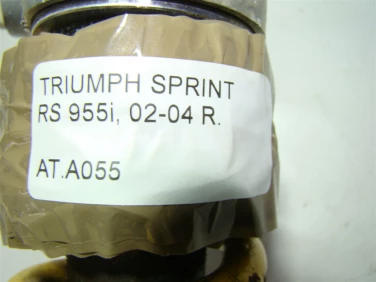 TRIUMPH SPRINT
RS 955i, 02-04 R.
AT.A055